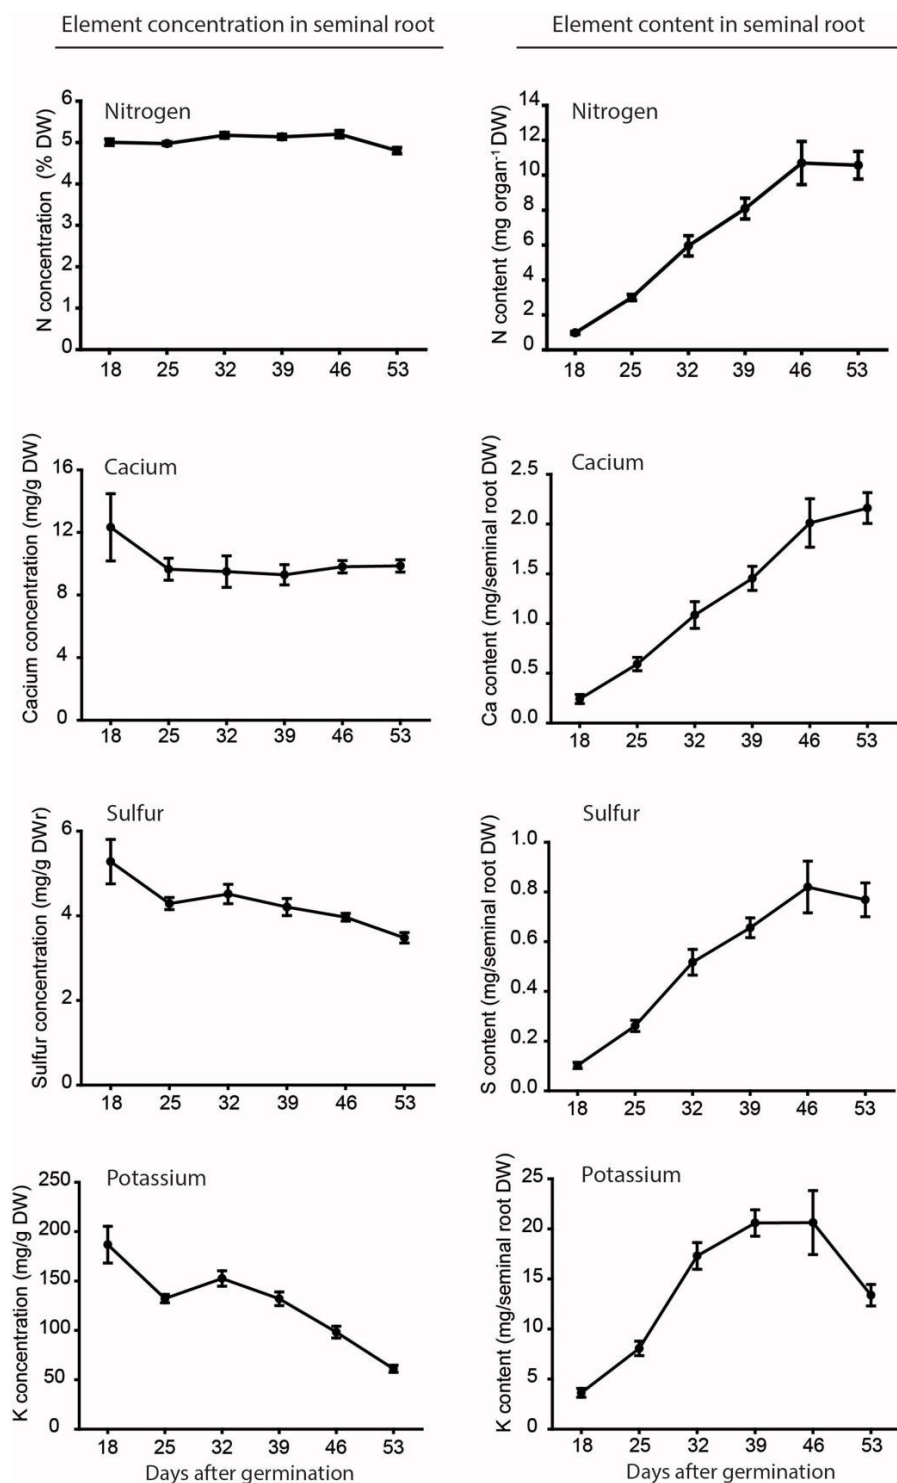 Element concentration in seminal root
Element content in seminal root
Nitrogen
N concentration (% DW)
6
5
4
3
2
1
0
18 25 32 39 46 53
Nitrogen
N content (mg organ⁻¹ DW)
14
12
10
8
6
4
2
0
18 25 32 39 46 53
Cacium
Cacium concentration (mg/g DW)
16
12
8
4
0
18 25 32 39 46 53
Cacium
Ca content (mg/seminal root DW)
2.5
2.0
1.5
1.0
0.5
0.0
18 25 32 39 46 53
Sulfur
Sulfur concentration (mg/g DWr)
6
4
2
0
18 25 32 39 46 53
Sulfur
S content (mg/seminal root DW)
1.0
0.8
0.6
0.4
0.2
0.0
18 25 32 39 46 53
Potassium
K concentration (mg/g DW)
250
200
150
100
50
0
18 25 32 39 46 53
Days after germination
Potassium
K content (mg/seminal root DW)
25
20
15
10
5
0
18 25 32 39 46 53
Days after germination